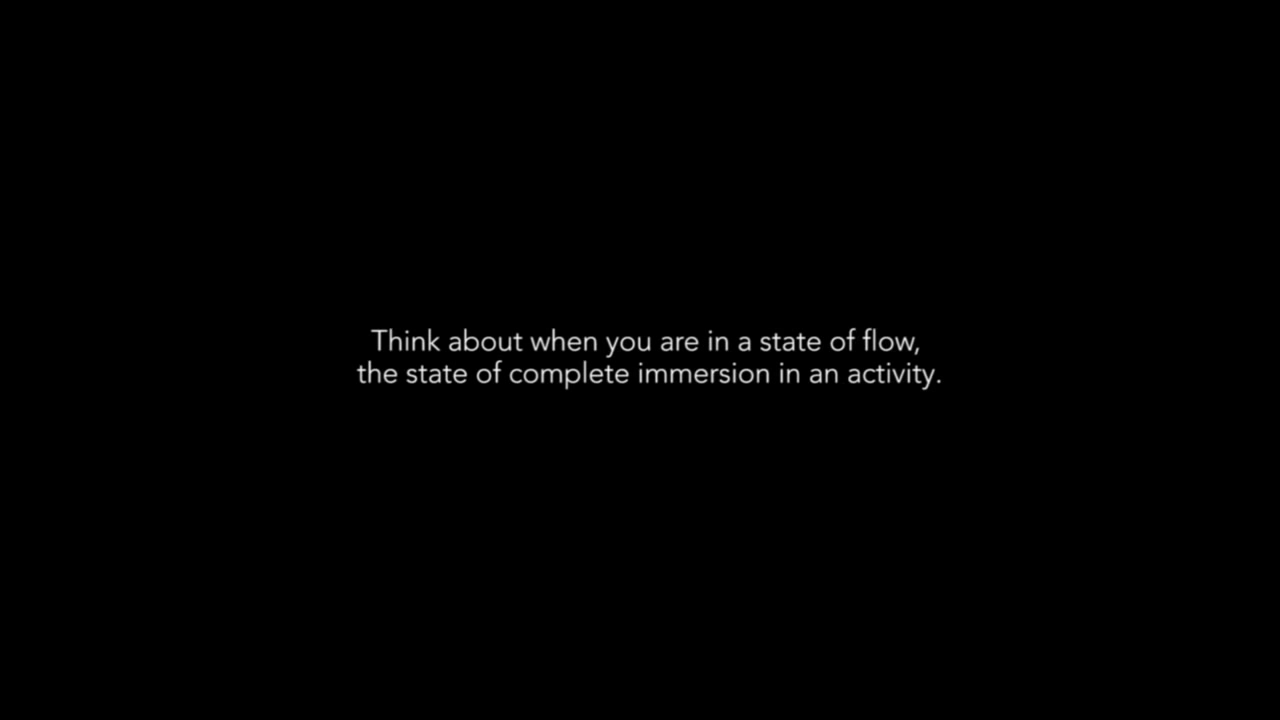 Think about when you are in a state of flow,
the state of complete immersion in an activity.